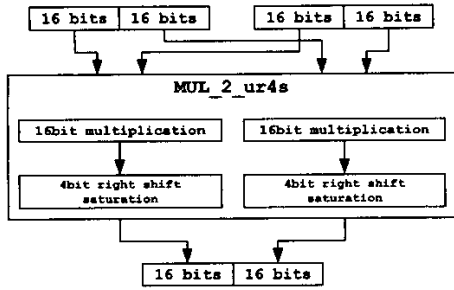 16 bits 16 bits 16 bits 16 bits
MUL_2_ur4s
16bit multiplication 16bit multiplication
4bit right shift 4bit right shift
saturation saturation
16 bits 16 bits